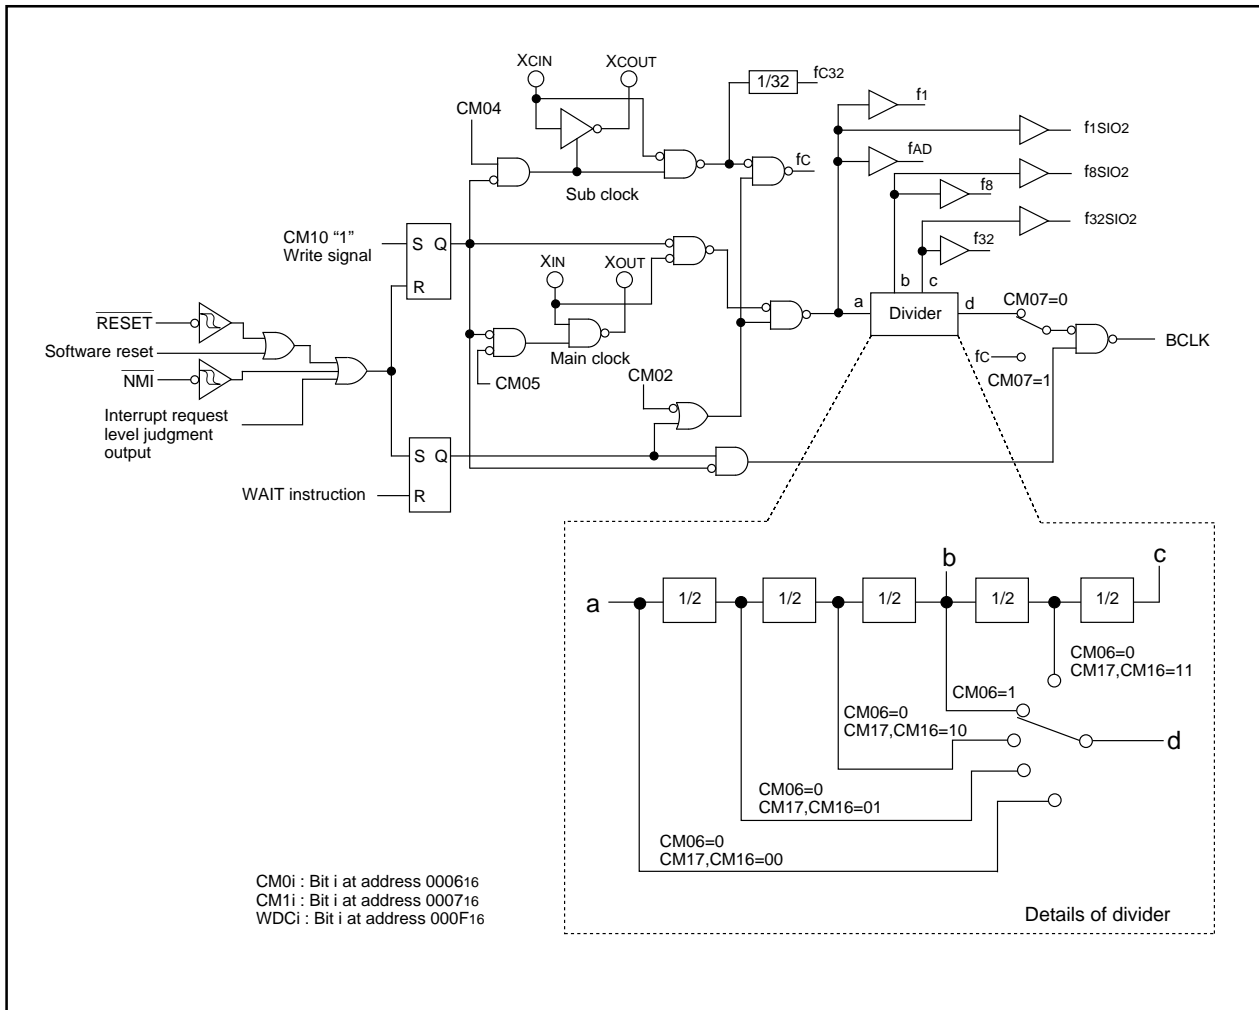 XCIN
XCOUT
1/32
fC32
CM04
f1
f1SIO2
fAD
fC
f8SIO2
Sub clock
f8
f32SIO2
CM10 “1”
Write signal
S Q
R
XIN
XOUT
f32
b
c
a
Divider
d
CM07=0
RESET
Software reset
NMI
Main clock
BCLK
fC
CM07=1
CM05
CM02
Interrupt request
level judgment
output
S Q
R
WAIT instruction
b
c
a
1/2
1/2
1/2
1/2
1/2
CM06=0
CM17,CM16=11
CM06=1
CM06=0
CM17,CM16=10
d
CM06=0
CM17,CM16=01
CM06=0
CM17,CM16=00
CM0i : Bit i at address 000616
CM1i : Bit i at address 000716
WDCi : Bit i at address 000F16
Details of divider